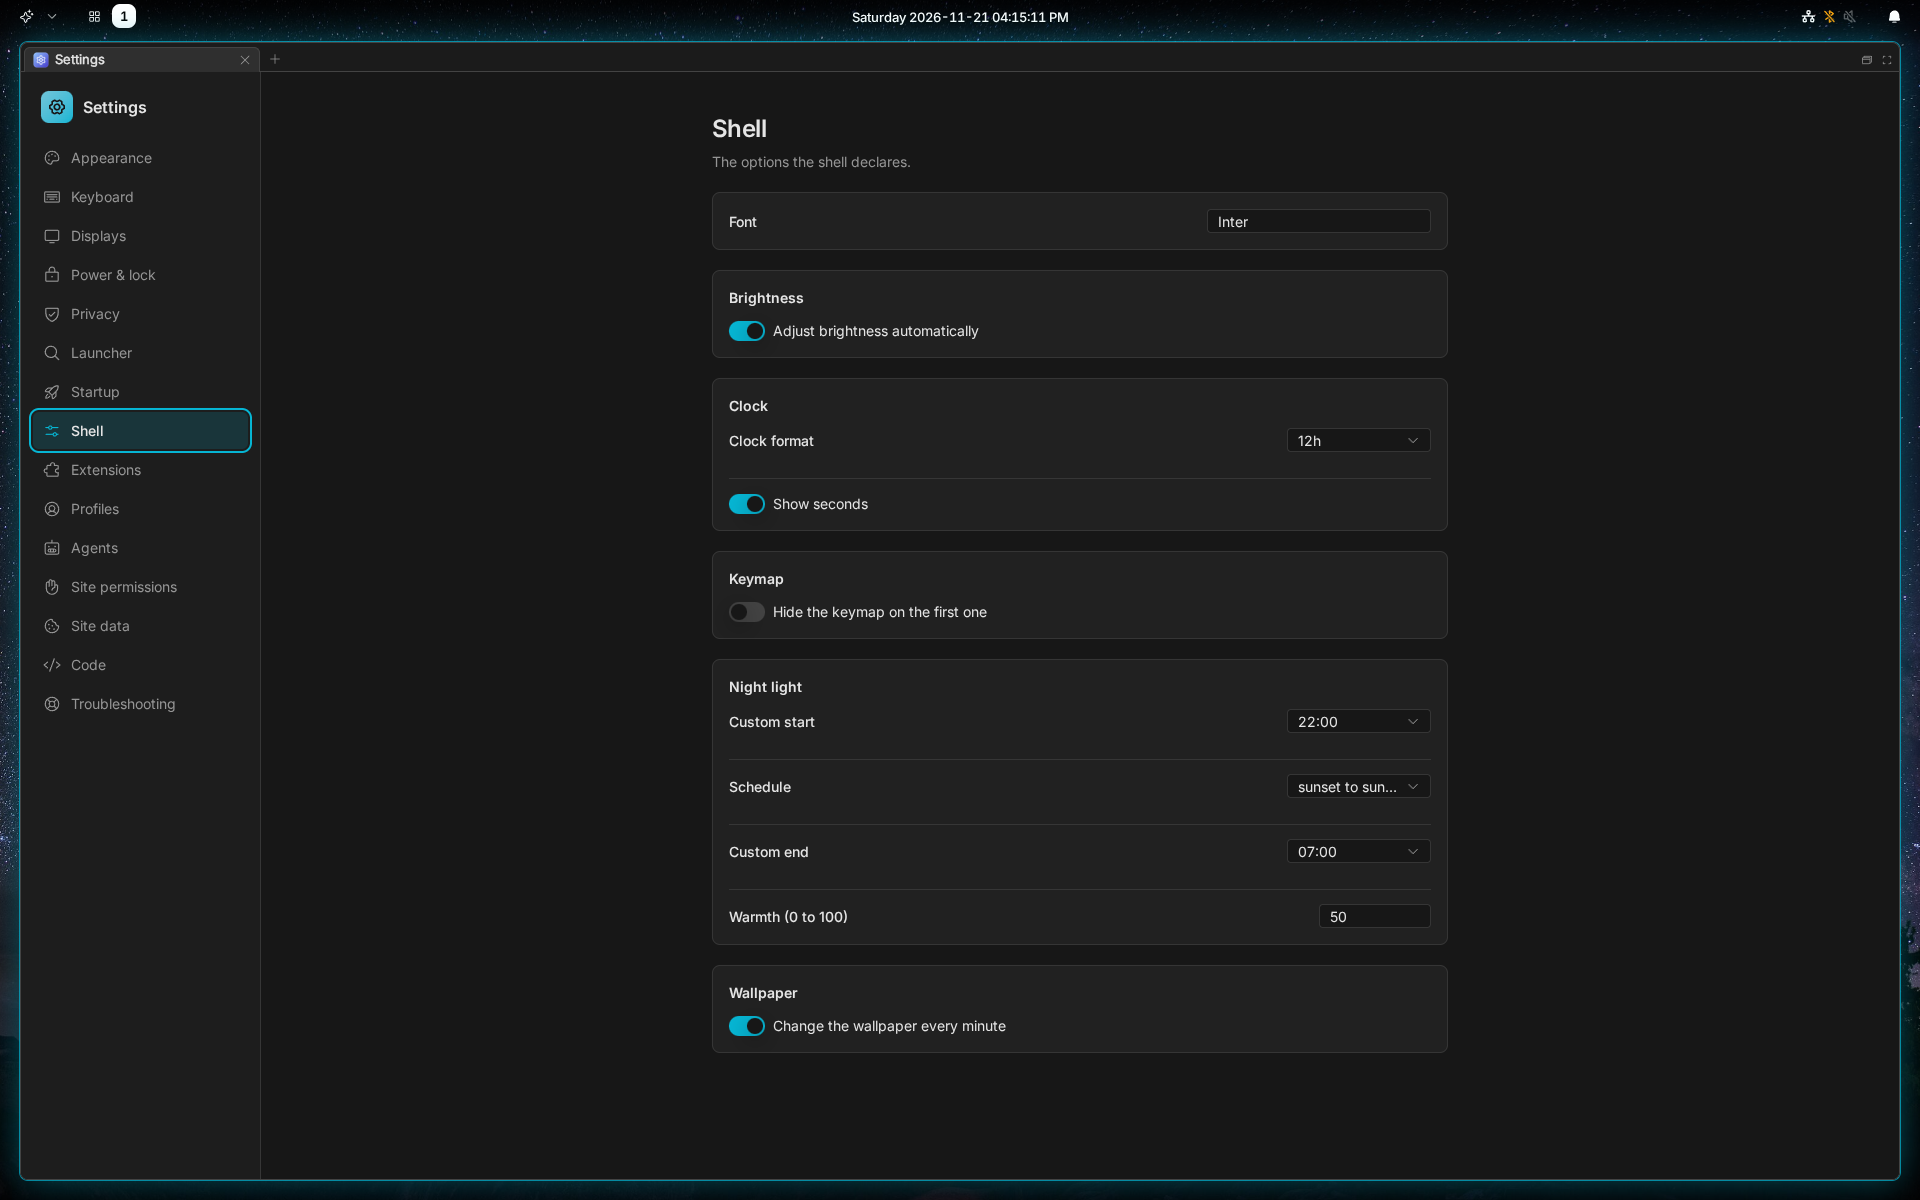 1
Saturday 2026-11-21 04:15:11 PM
Settings
Settings
Appearance
Keyboard
Displays
Power & lock
Privacy
Launcher
Startup
Shell
Extensions
Profiles
Agents
Site permissions
Site data
Code
Troubleshooting
Shell
The options the shell declares.
Font
Inter
Brightness
Adjust brightness automatically
Clock
Clock format
12h
Show seconds
Keymap
Hide the keymap on the first one
Night light
Custom start
22:00
Schedule
sunset to sun...
Custom end
07:00
Warmth (0 to 100)
50
Wallpaper
Change the wallpaper every minute